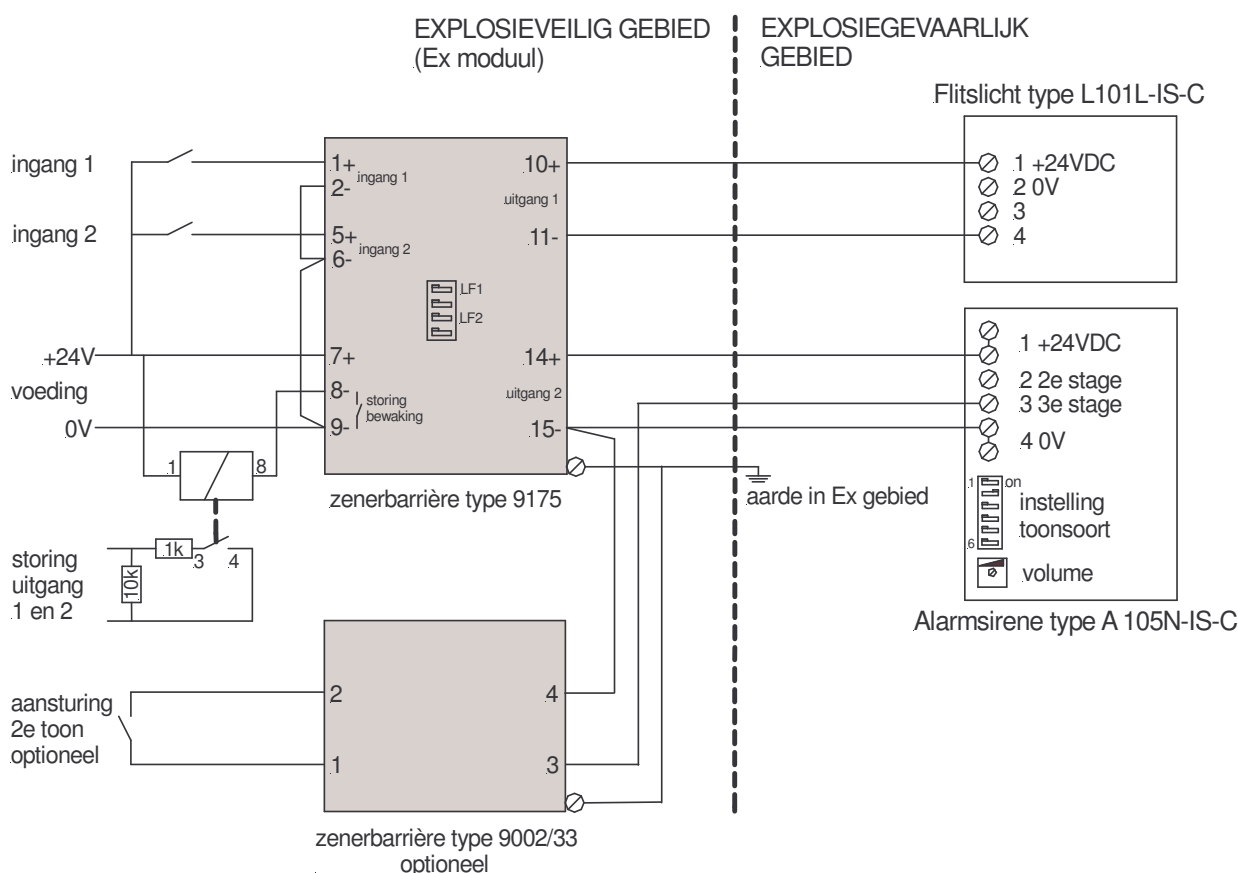 EXPLOSIEVEILIG GEBIED
(Ex moduul)
EXPLOSIEGEVAARLIJK
GEBIED
Flitslicht type L101L-IS-C
ingang 1
1+
ingang 1
2-
10+
uitgang 1
1 +24VDC
2 0V
3
4
ingang 2
5+
ingang 2
6-
11-
LF1
LF2
+24V
voeding
0V
7+
8-
storing
bewaking
9-
14+
uitgang 2
15-
1 +24VDC
2 2e stage
3 3e stage
4 0V
1
on
6
instelling
toonsoort
volume
Alarmsirene type A 105N-IS-C
1
8
zenerbarrière type 9175
aarde in Ex gebied
storing
uitgang
1 en 2
1k
10k
3
4
aansturing
2e toon
optioneel
2
1
4
3
zenerbarrière type 9002/33
optioneel